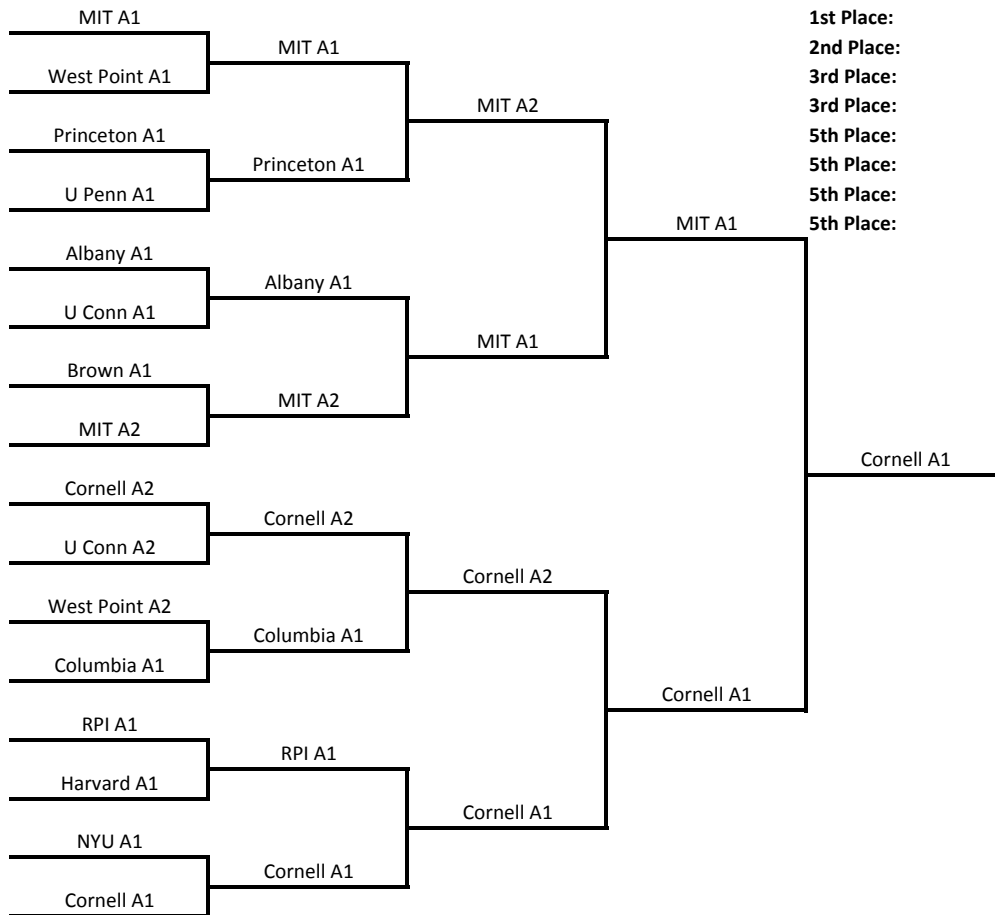 MIT A1
West Point A1
Princeton A1
U Penn A1
Albany A1
U Conn A1
Brown A1
MIT A2
Cornell A2
U Conn A2
West Point A2
Columbia A1
RPI A1
Harvard A1
NYU A1
Cornell A1
MIT A1
Princeton A1
Albany A1
MIT A2
Cornell A2
Columbia A1
RPI A1
Cornell A1
MIT A2
MIT A1
Cornell A2
Cornell A1
MIT A1
Cornell A1
Cornell A1
1st Place:
2nd Place:
3rd Place:
3rd Place:
5th Place:
5th Place:
5th Place:
5th Place: